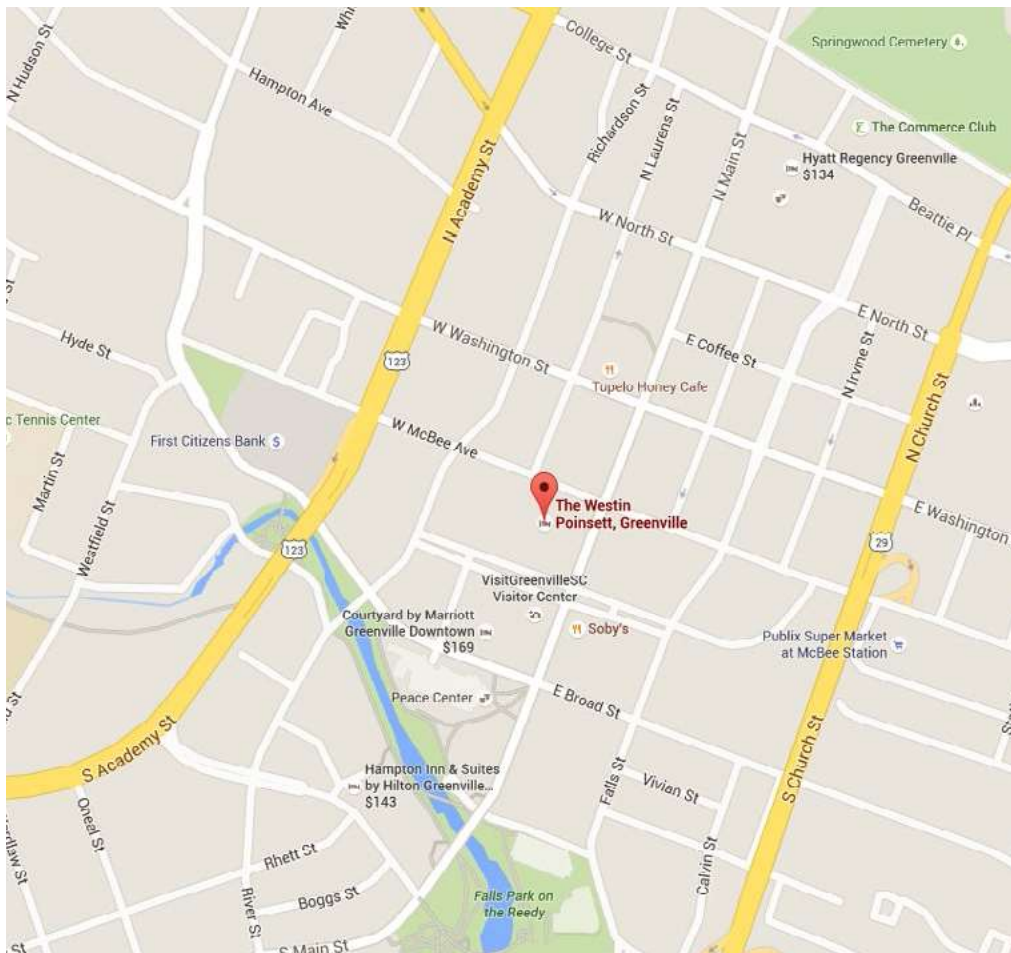 College St
Springwood Cemetery
N Hudson St
Hampton Ave
Richardson St
N Laurens St
The Commerce Club
N Main St
Hyatt Regency Greenville
$134
N Academy St
Beattie Pl
W North St
E North St
Hyde St
W Washington St
E Coffee St
N Irvine St
123
Tupelo Honey Cafe
N Church St
Tennis Center
First Citizens Bank
W McBee Ave
Martin St
The Westin
Poinsett, Greenville
E Washington
Westfield St
123
29
VisitGreenvilleSC
Visitor Center
Courtyard by Marriott
Greenville Downtown
$169
Soby's
Publix Super Market
at McBee Station
Peace Center
E Broad St
S Academy St
Hampton Inn & Suites
by Hilton Greenville...
$143
Falls St
Vivian St
S Church St
Oneal St
Rhett St
Calvin St
River St
Boggs St
Falls Park on
the Reedy
S Main St